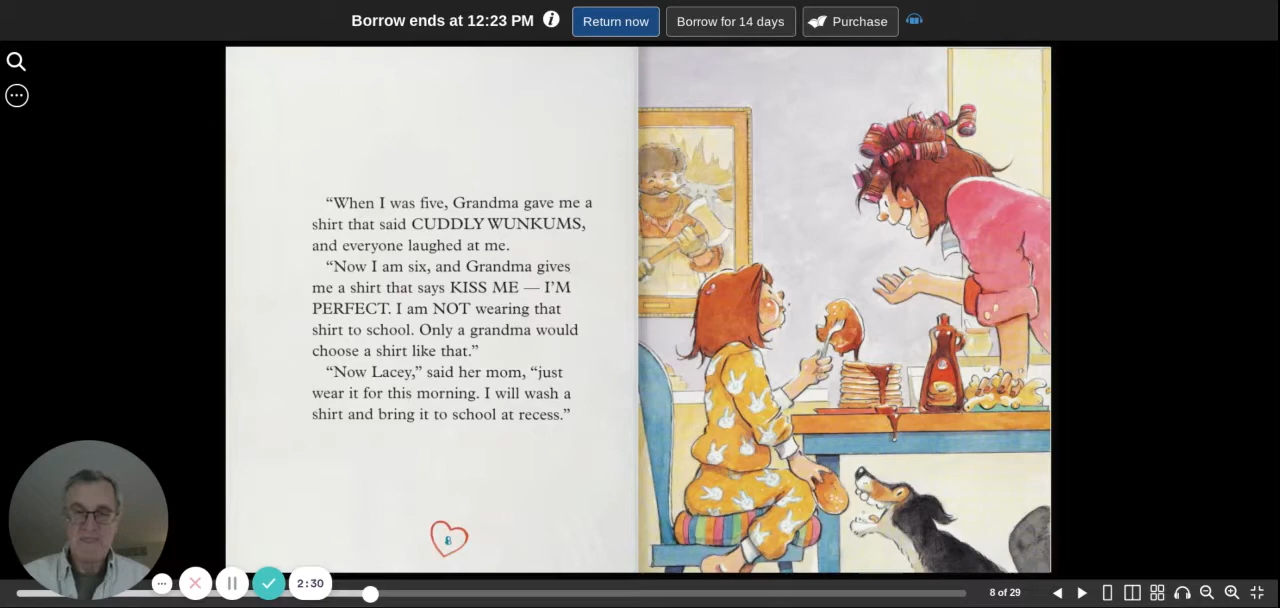 Borrow ends at 12:23 PM
Return now
Borrow for 14 days
Purchase
“When I was five, Grandma gave me a
shirt that said CUDDLY WUNKUMS,
and everyone laughed at me.
“Now I am six, and Grandma gives
me a shirt that says KISS ME — I’M
PERFECT. I am NOT wearing that
shirt to school. Only a grandma would
choose a shirt like that.”
“Now Lacey,” said her mom, “just
wear it for this morning. I will wash a
shirt and bring it to school at recess.”
8
2:30
8 of 29